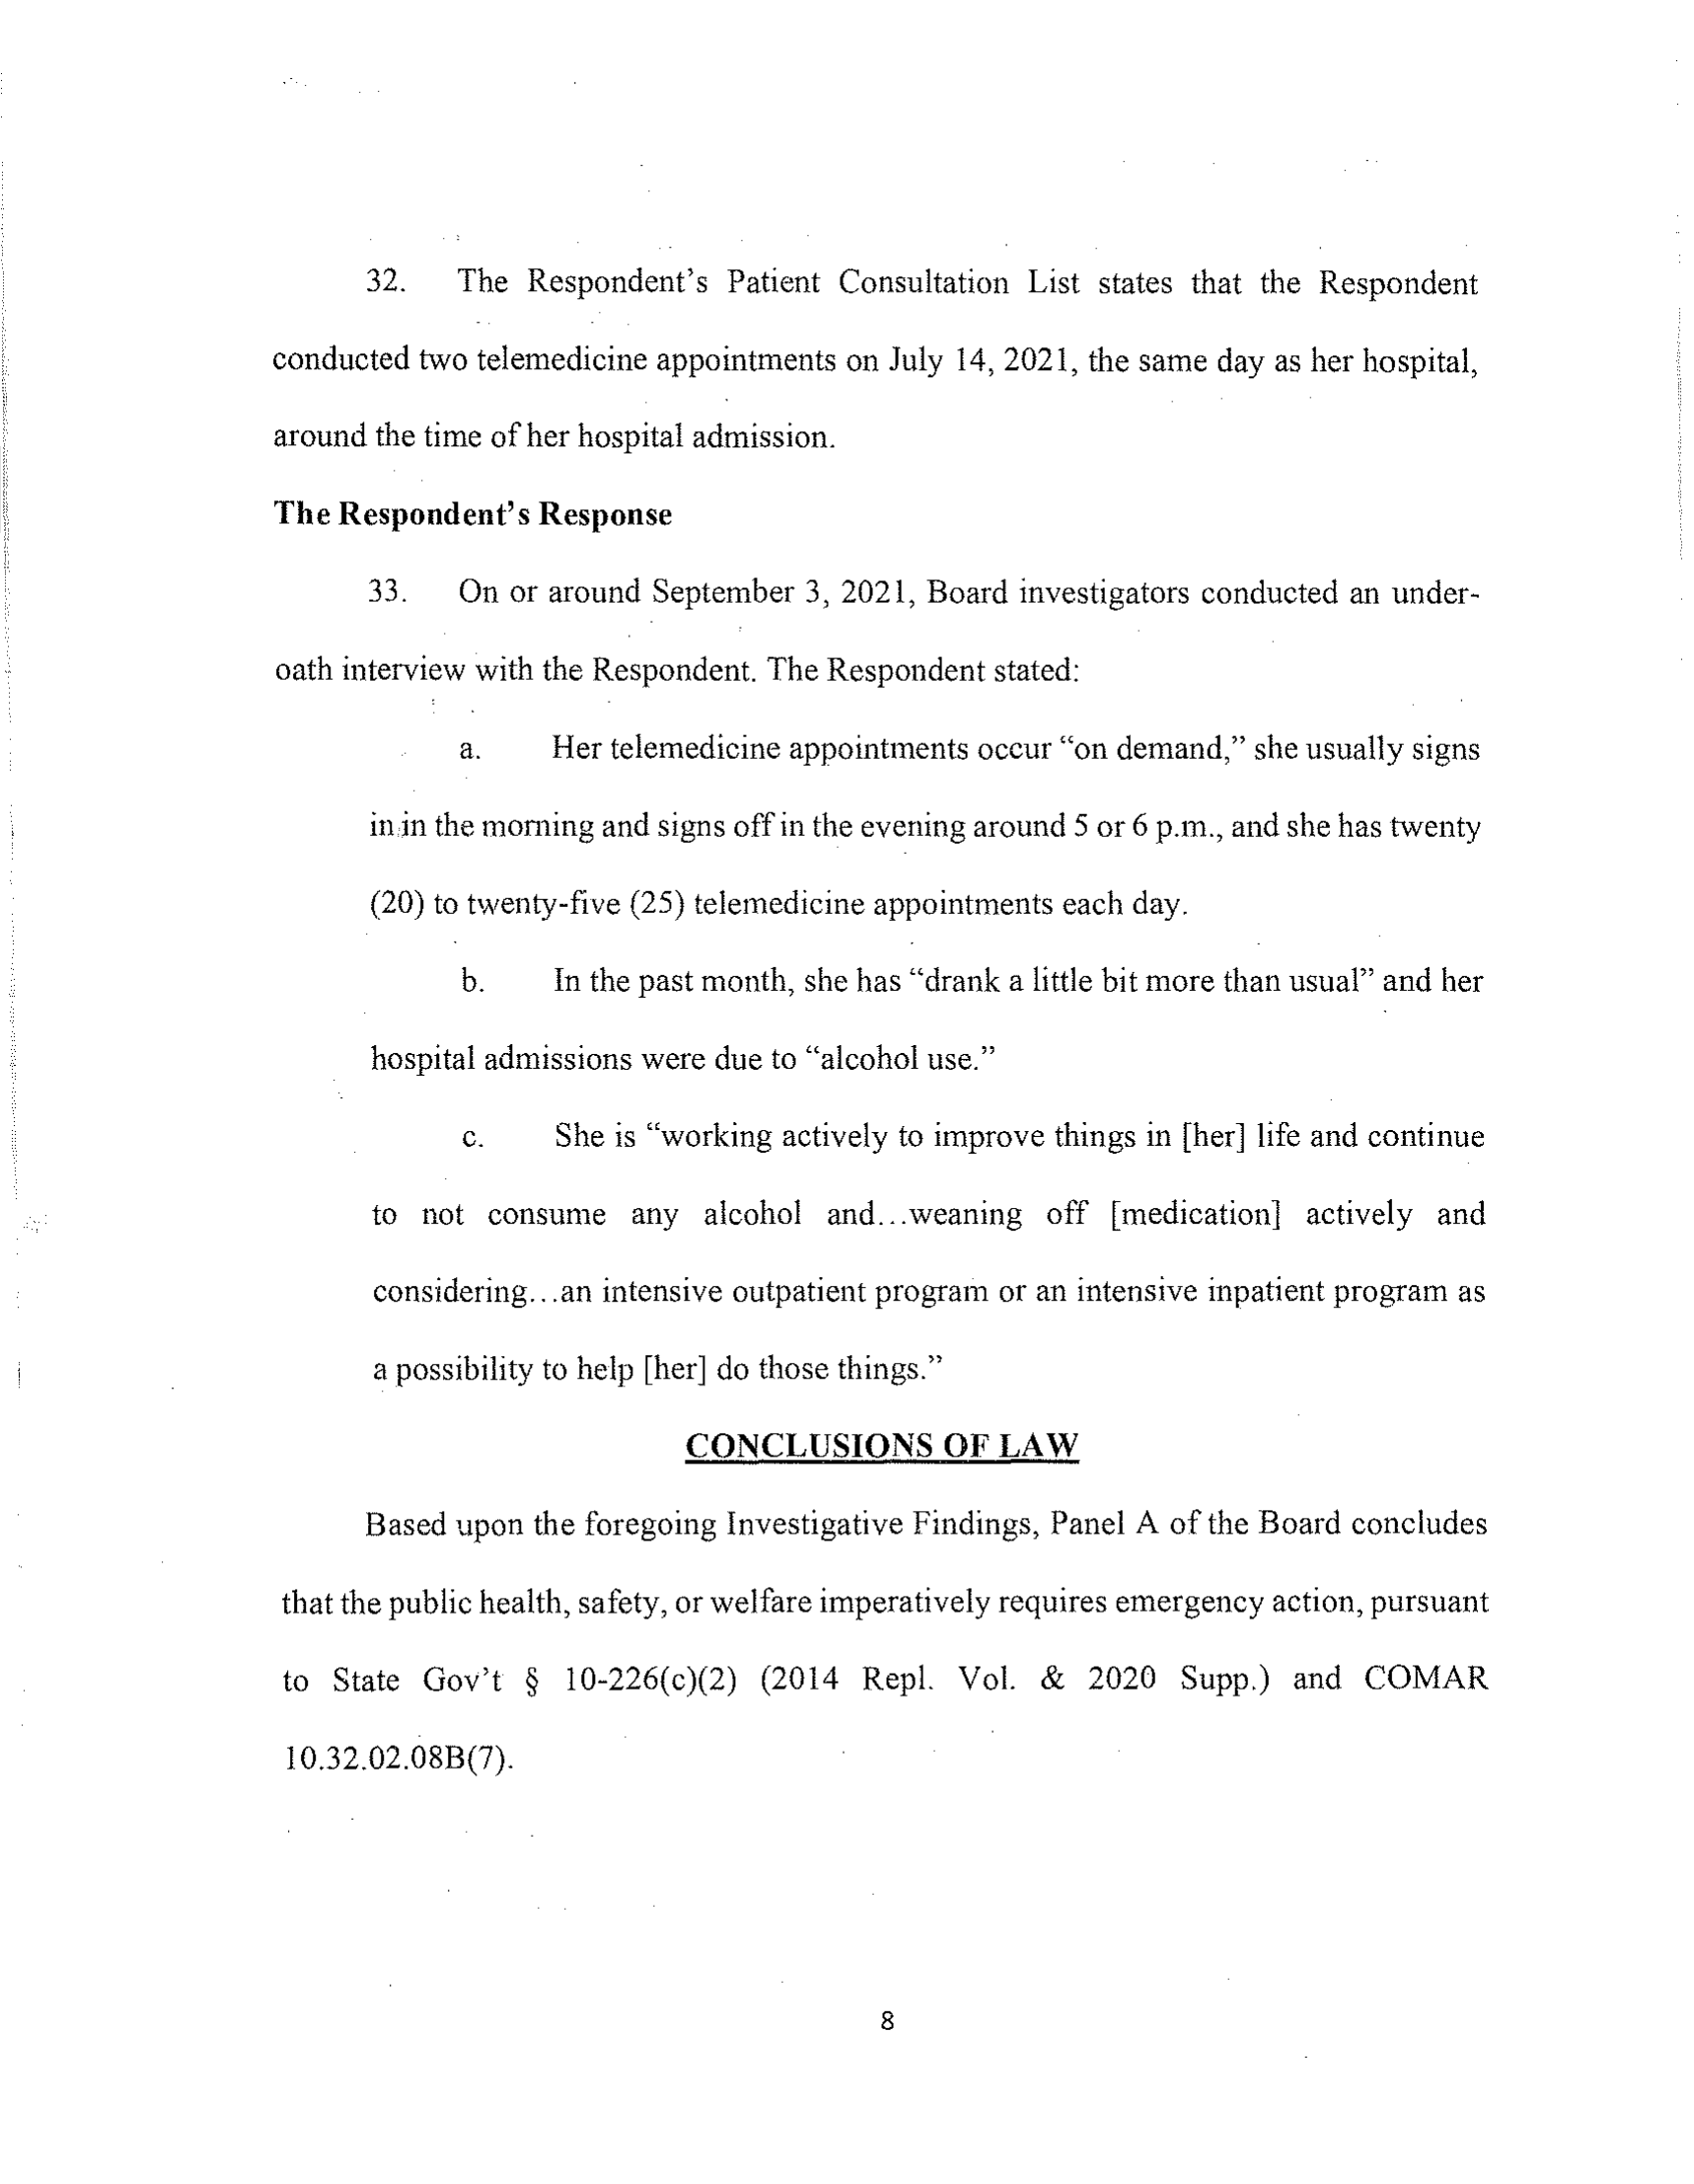 32. The Respondent's Patient Consultation List states that the Respondent
conducted two telemedicine appointments on July 14, 2021, the same day as her hospital,
around the time of her hospital admission.
The Respondent's Response
33. On or around September 3, 2021, Board investigators conducted an under-
oath interview with the Respondent. The Respondent stated:
a. Her telemedicine appointments occur “on demand,” she usually signs
in in the morning and signs off in the evening around 5 or 6 p.m., and she has twenty
(20) to twenty-five (25) telemedicine appointments each day.
b. In the past month, she has “drank a little bit more than usual” and her
hospital admissions were due to “alcohol use.”
c. She is “working actively to improve things in [her] life and continue
to not consume any alcohol and...weaning off [medication] actively and
considering...an intensive outpatient program or an intensive inpatient program as
a possibility to help [her] do those things.”
CONCLUSIONS OF LAW
Based upon the foregoing Investigative Findings, Panel A of the Board concludes
that the public health, safety, or welfare imperatively requires emergency action, pursuant
to State Gov't § 10-226(c)(2) (2014 Repl. Vol. & 2020 Supp.) and COMAR
10.32.02.08B(7).
8